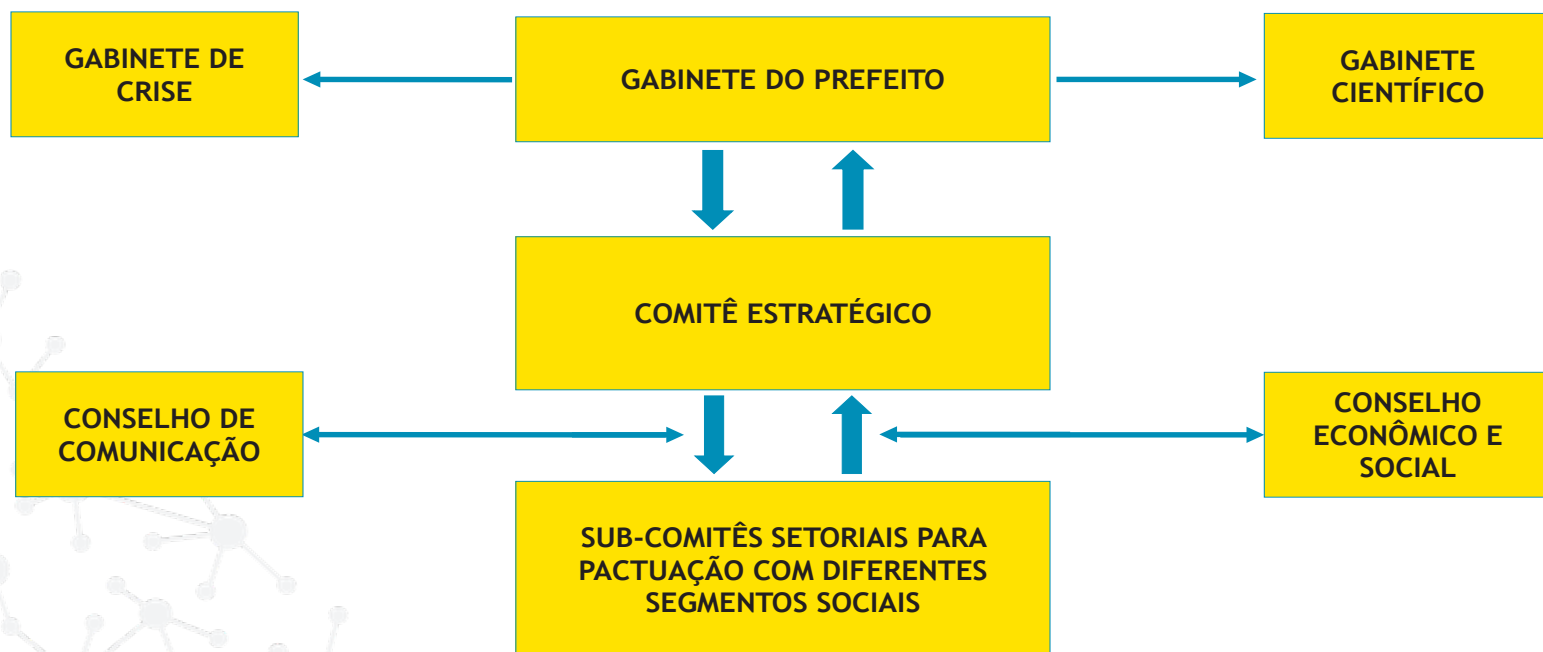 GABINETE DE
CRISE
GABINETE DO PREFEITO
GABINETE
CIENTÍFICO
COMITÊ ESTRATÉGICO
CONSELHO DE
COMUNICAÇÃO
CONSELHO
ECONÔMICO E
SOCIAL
SUB-COMITÊS SETORIAIS PARA
PACTUAÇÃO COM DIFERENTES
SEGMENTOS SOCIAIS